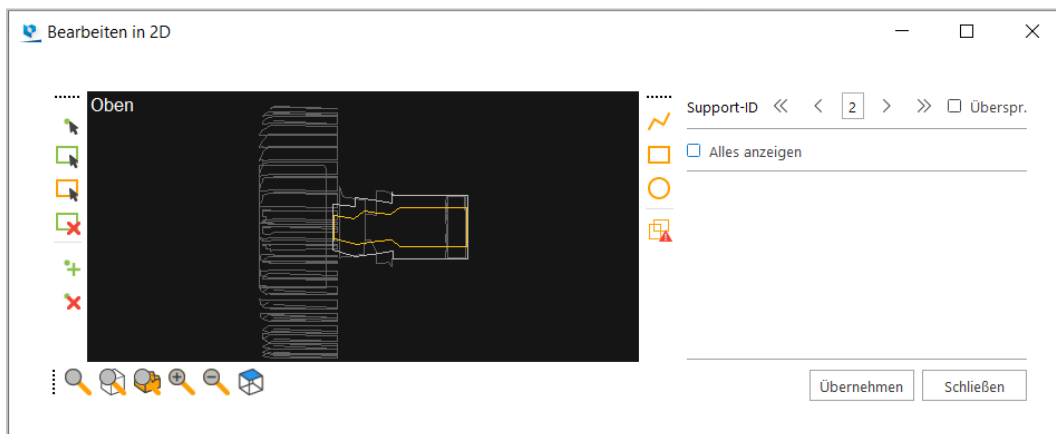 Bearbeiten in 2D
Oben
Support-ID 2 Überspr.
Alles anzeigen
Übernehmen Schließen